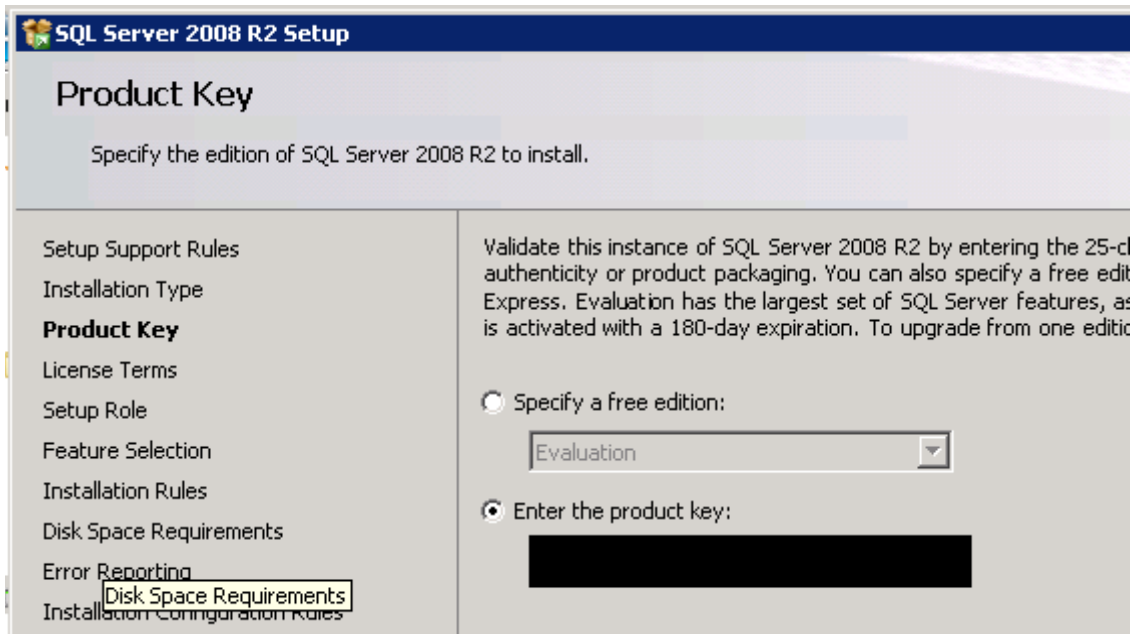 SQL Server 2008 R2 Setup
Product Key
Specify the edition of SQL Server 2008 R2 to install.
Setup Support Rules
Installation Type
Product Key
License Terms
Setup Role
Feature Selection
Installation Rules
Disk Space Requirements
Error Reporting
Disk Space Requirements
Installation Configuration Rules
Validate this instance of SQL Server 2008 R2 by entering the 25-
authenticity or product packaging. You can also specify a free
Express. Evaluation has the largest set of SQL Server features,
is activated with a 180-day expiration. To upgrade from one
Specify a free edition:
Evaluation
Enter the product key: